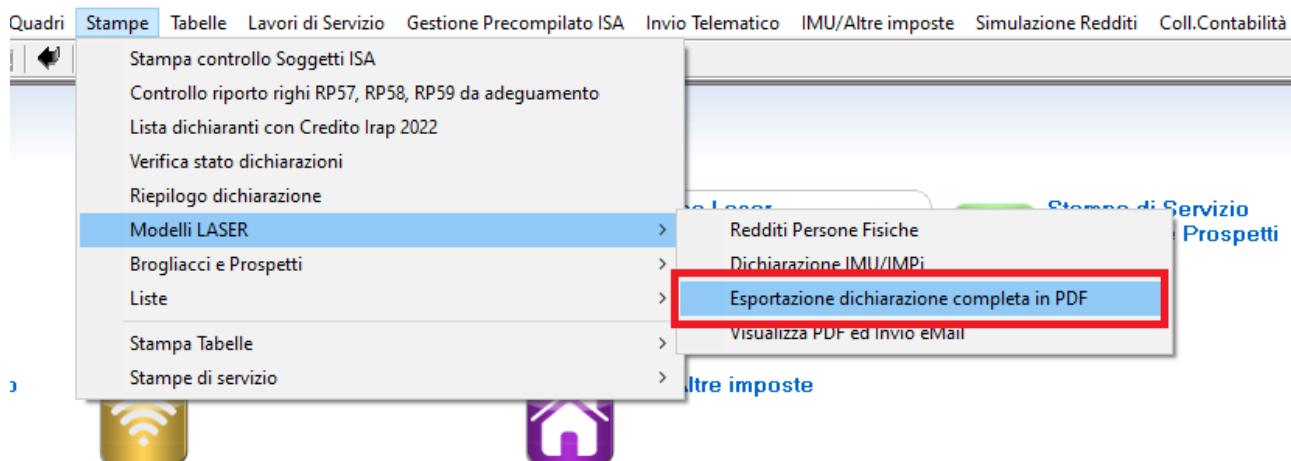 Quadri Stampe Tabelle Lavori di Servizio Gestione Precompilato ISA Invio Telematico IMU/Altre imposte Simulazione Redditi Coll.Contabilità
Stampa controllo Soggetti ISA
Controllo riporto righi RP57, RP58, RP59 da adeguamento
Lista dichiaranti con Credito Irap 2022
Verifica stato dichiarazioni
Riepilogo dichiarazione
Modelli LASER >
Brogliacci e Prospetti >
Liste >
Stampa Tabelle >
Stampe di servizio >
Redditi Persone Fisiche
Dichiarazione IMU/IMPi
Esportazione dichiarazione completa in PDF
Visualizza PDF ed Invio eMail
Laser
Stampe di Servizio
Prospetti
Altre imposte